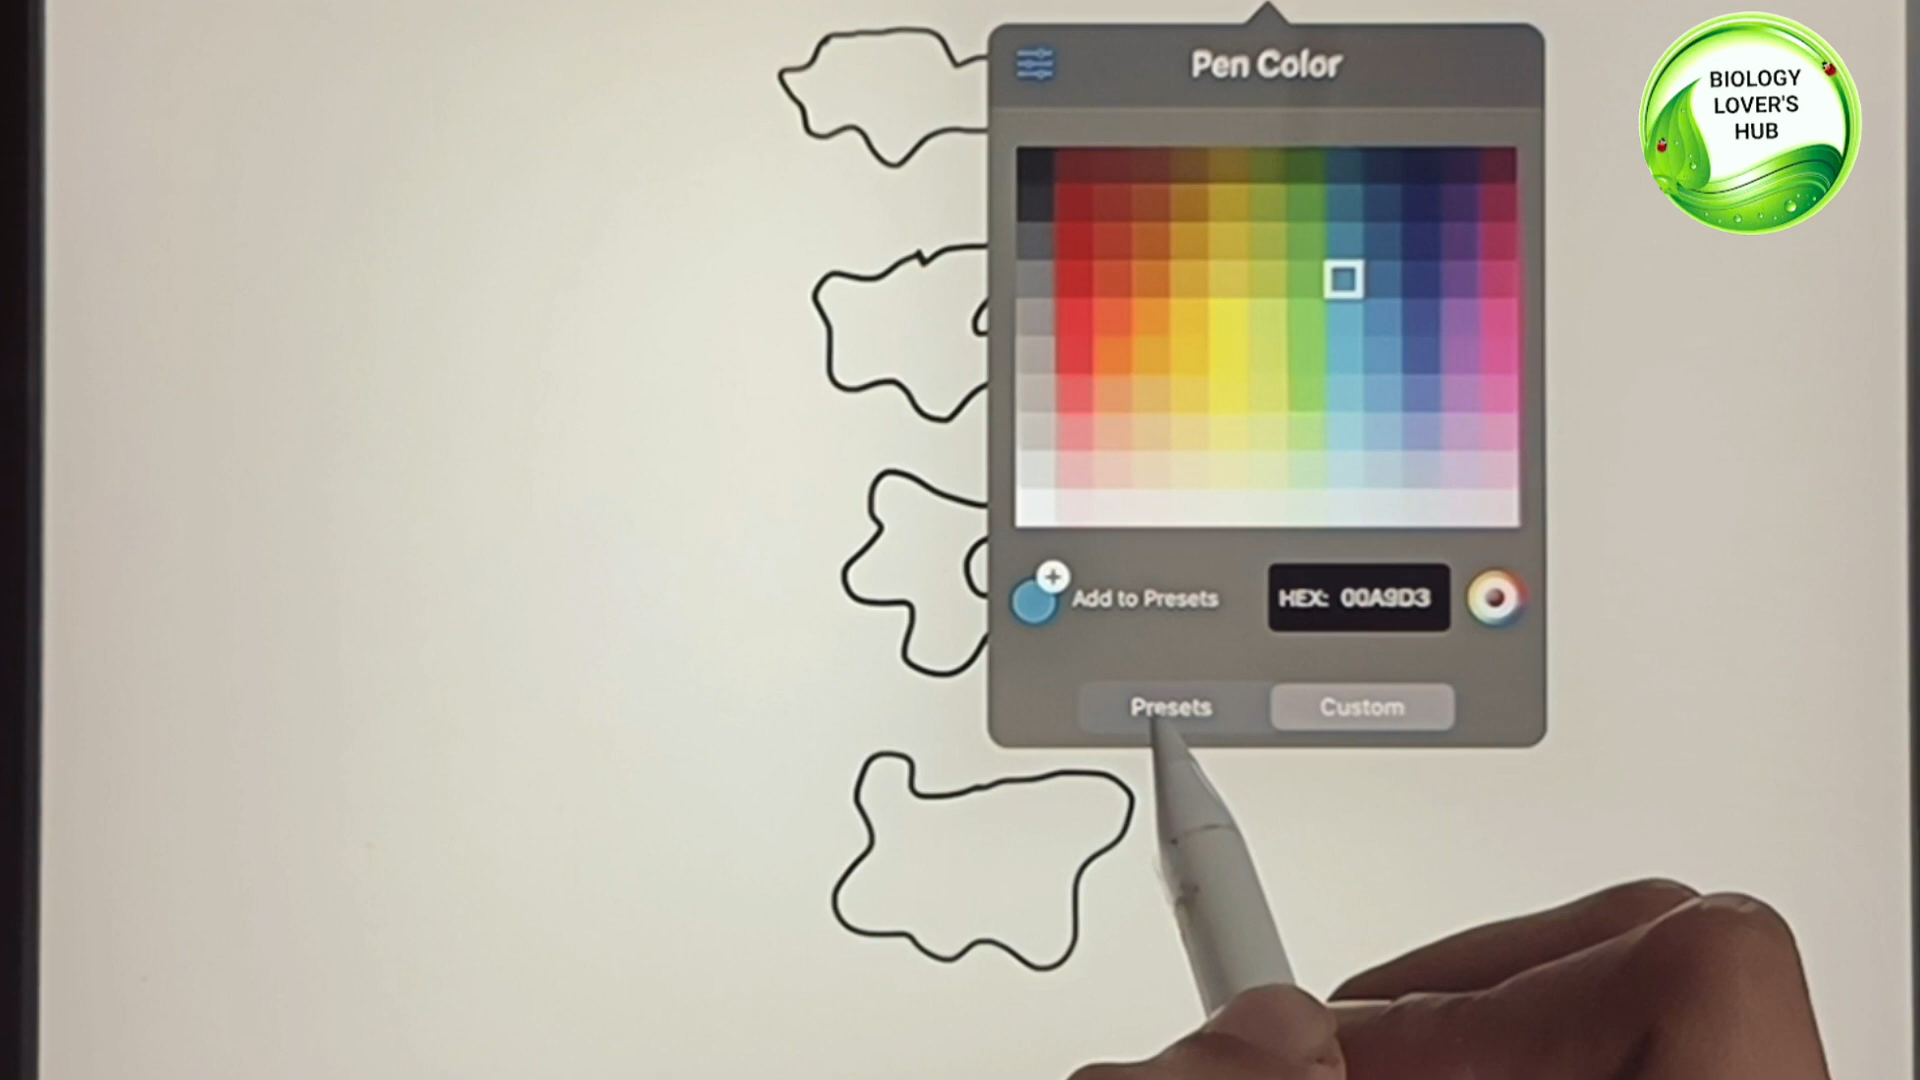 Pen Color
BIOLOGY
LOVER'S
HUB
Add to Presets
HEX: 00A9D3
Presets
Custom